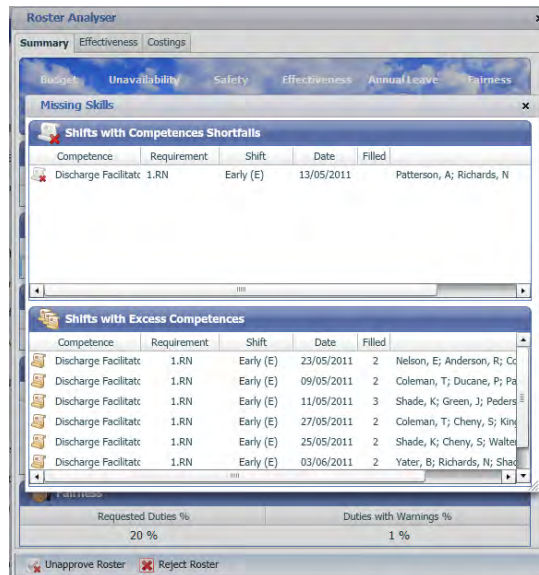 Roster Analyser
Summary Effectiveness Costings
Budget Unavailability Safety Effectiveness Annual Leave Fairness
Missing Skills x
Shifts with Competences Shortfalls
Competence Requirement Shift Date Filled
Discharge Facilitatc 1.RN Early (E) 13/05/2011 Patterson, A; Richards, N
Shifts with Excess Competences
Competence Requirement Shift Date Filled
Discharge Facilitatc 1.RN Early (E) 23/05/2011 2 Nelson, E; Anderson, R; Co
Discharge Facilitatc 1.RN Early (E) 09/05/2011 2 Coleman, T; Ducane, P; Pa
Discharge Facilitatc 1.RN Early (E) 11/05/2011 3 Shade, K; Green, J; Peders
Discharge Facilitatc 1.RN Early (E) 27/05/2011 2 Coleman, T; Cheny, S; King
Discharge Facilitatc 1.RN Early (E) 25/05/2011 2 Shade, K; Cheny, S; Walter
Discharge Facilitatc 1.RN Early (E) 03/06/2011 2 Yater, B; Richards, N; Shac
Fairness
Requested Duties % Duties with Warnings %
20 % 1 %
Unapprove Roster Reject Roster